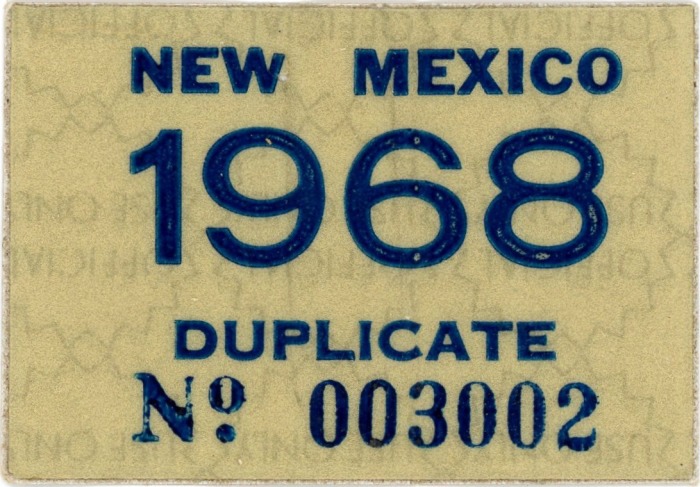 NEW MEXICO
1968
DUPLICATE
Nº 003002